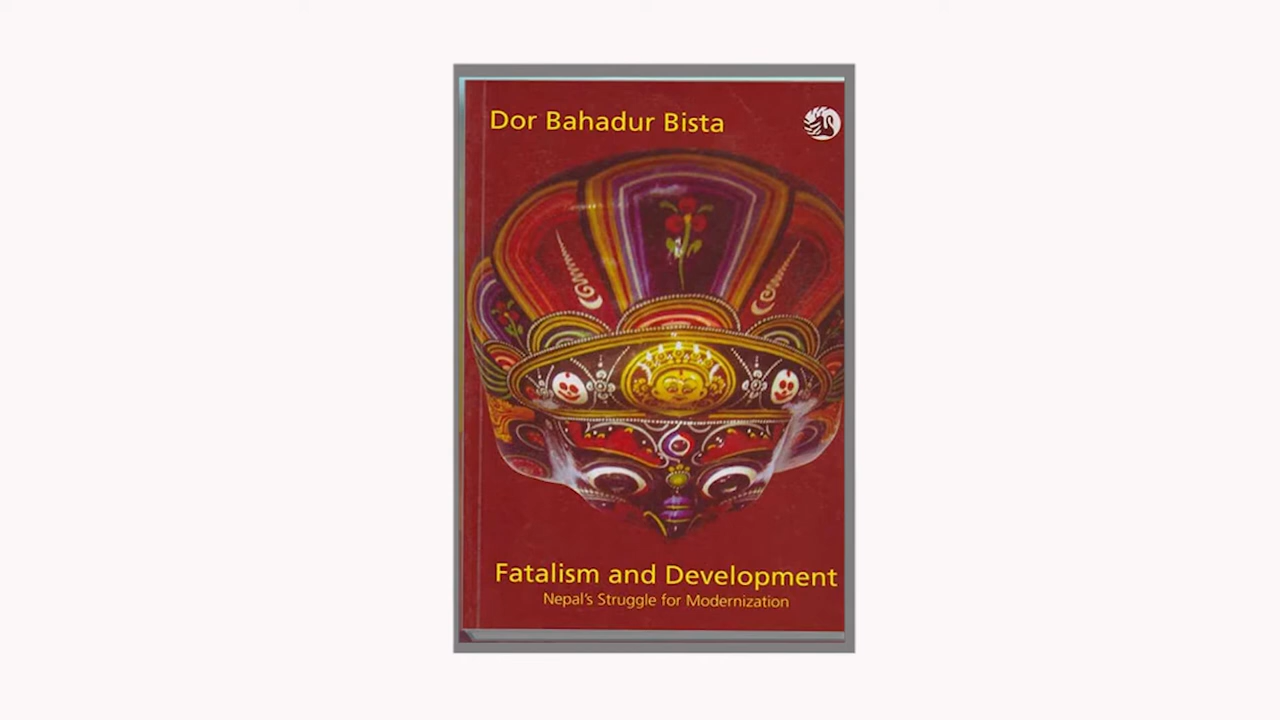 Dor Bahadur Bista
Fatalism and Development
Nepal's Struggle for Modernization